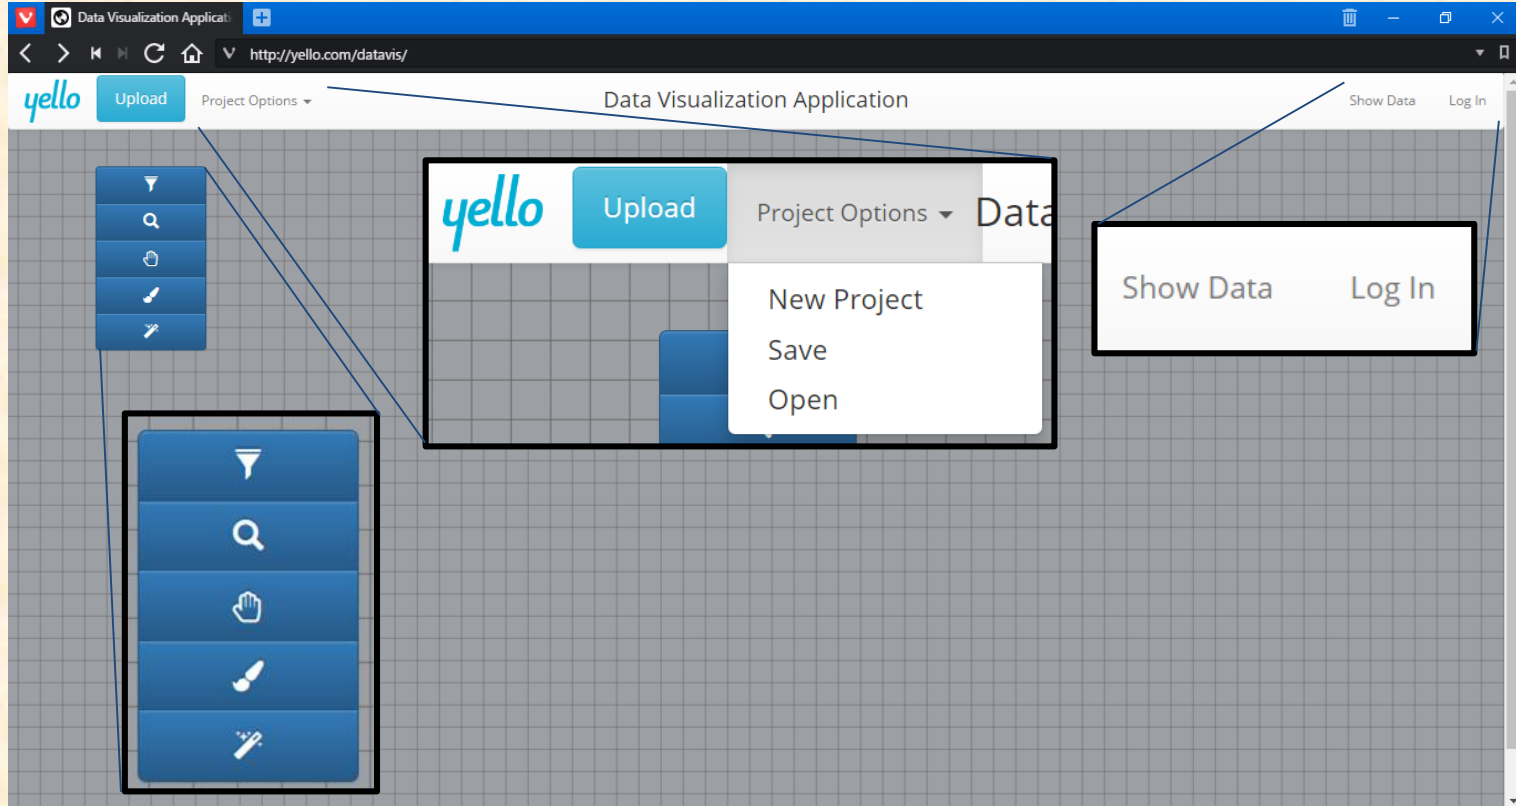 Data Visualization Applicati
http://yello.com/datavis/
yello Upload Project Options Data Visualization Application Show Data Log In
yello Upload Project Options Data
New Project
Save
Open
Show Data Log In